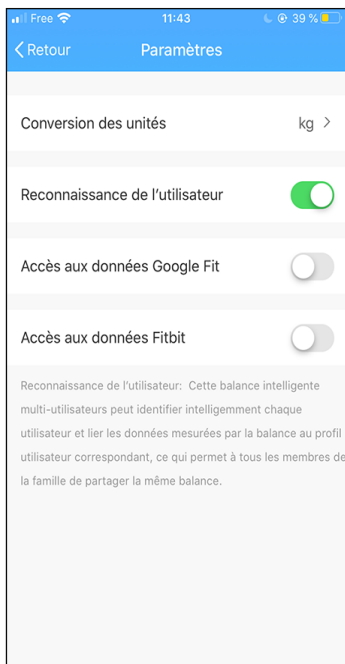 Free 11:43 39 %
Retour Paramètres
Conversion des unités kg
Reconnaissance de l'utilisateur
Accès aux données Google Fit
Accès aux données Fitbit
Reconnaissance de l'utilisateur: Cette balance intelligente
multi-utilisateurs peut identifier intelligemment chaque
utilisateur et lier les données mesurées par la balance au profil
utilisateur correspondant, ce qui permet à tous les membres de
la famille de partager la même balance.